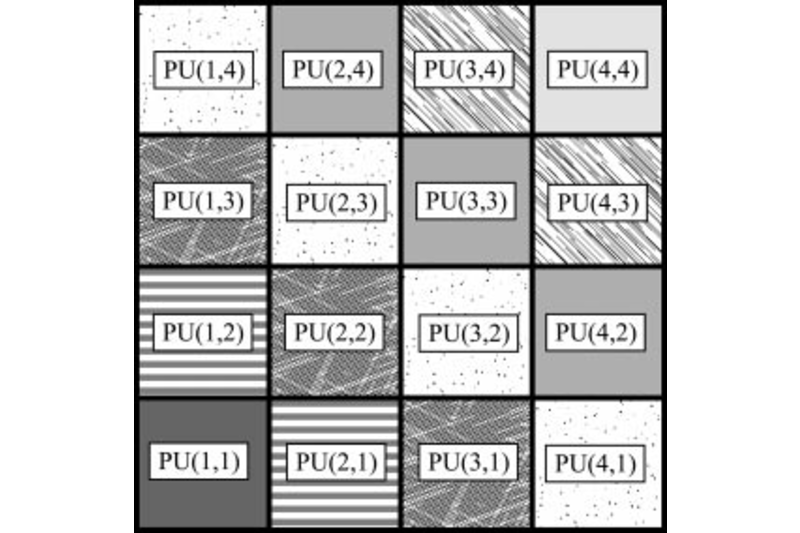 PU(1,4) PU(2,4) PU(3,4) PU(4,4)
PU(1,3) PU(2,3) PU(3,3) PU(4,3)
PU(1,2) PU(2,2) PU(3,2) PU(4,2)
PU(1,1) PU(2,1) PU(3,1) PU(4,1)